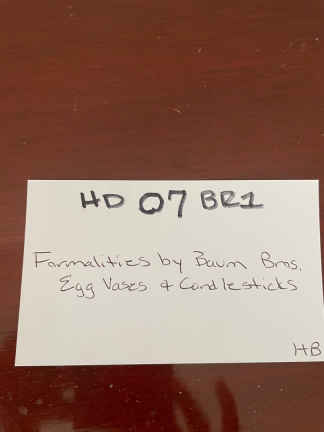 HD 07 BR1
Formalities by Baum Bros.
Egg Vases & Candlesticks
HB